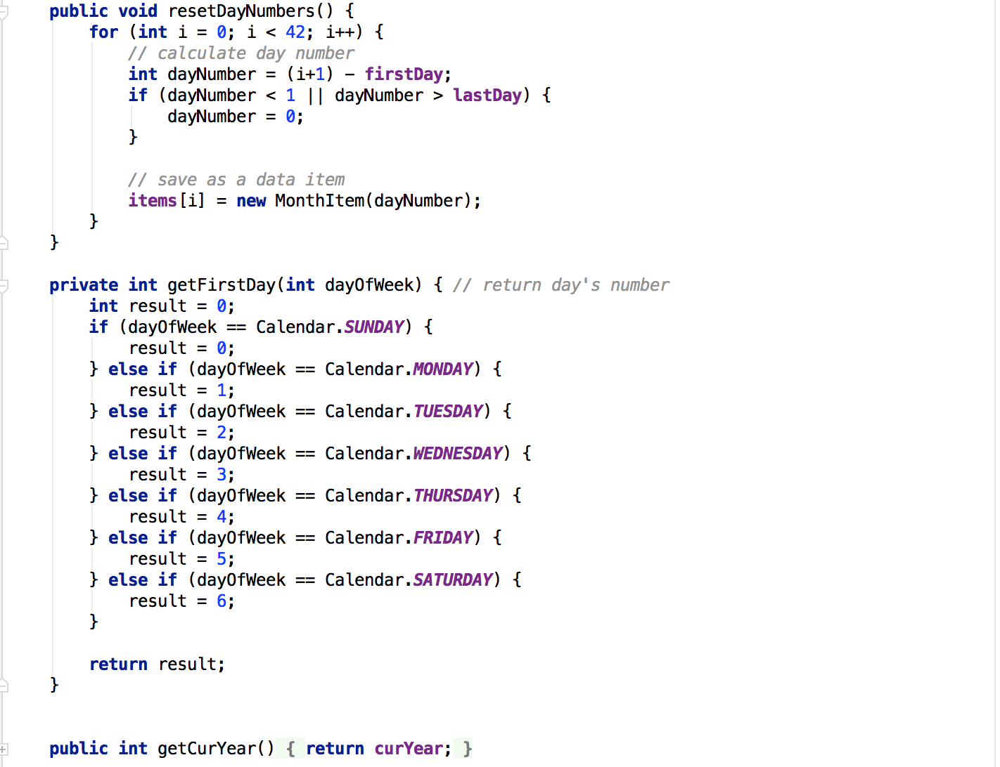 public void resetDayNumbers() {
    for (int i = 0; i < 42; i++) {
        // calculate day number
        int dayNumber = (i+1) - firstDay;
        if (dayNumber < 1 || dayNumber > lastDay) {
            dayNumber = 0;
        }

        // save as a data item
        items[i] = new MonthItem(dayNumber);
    }
}

private int getFirstDay(int dayOfWeek) { // return day's number
    int result = 0;
    if (dayOfWeek == Calendar.SUNDAY) {
        result = 0;
    } else if (dayOfWeek == Calendar.MONDAY) {
        result = 1;
    } else if (dayOfWeek == Calendar.TUESDAY) {
        result = 2;
    } else if (dayOfWeek == Calendar.WEDNESDAY) {
        result = 3;
    } else if (dayOfWeek == Calendar.THURSDAY) {
        result = 4;
    } else if (dayOfWeek == Calendar.FRIDAY) {
        result = 5;
    } else if (dayOfWeek == Calendar.SATURDAY) {
        result = 6;
    }

    return result;
}

public int getCurYear() { return curYear; }